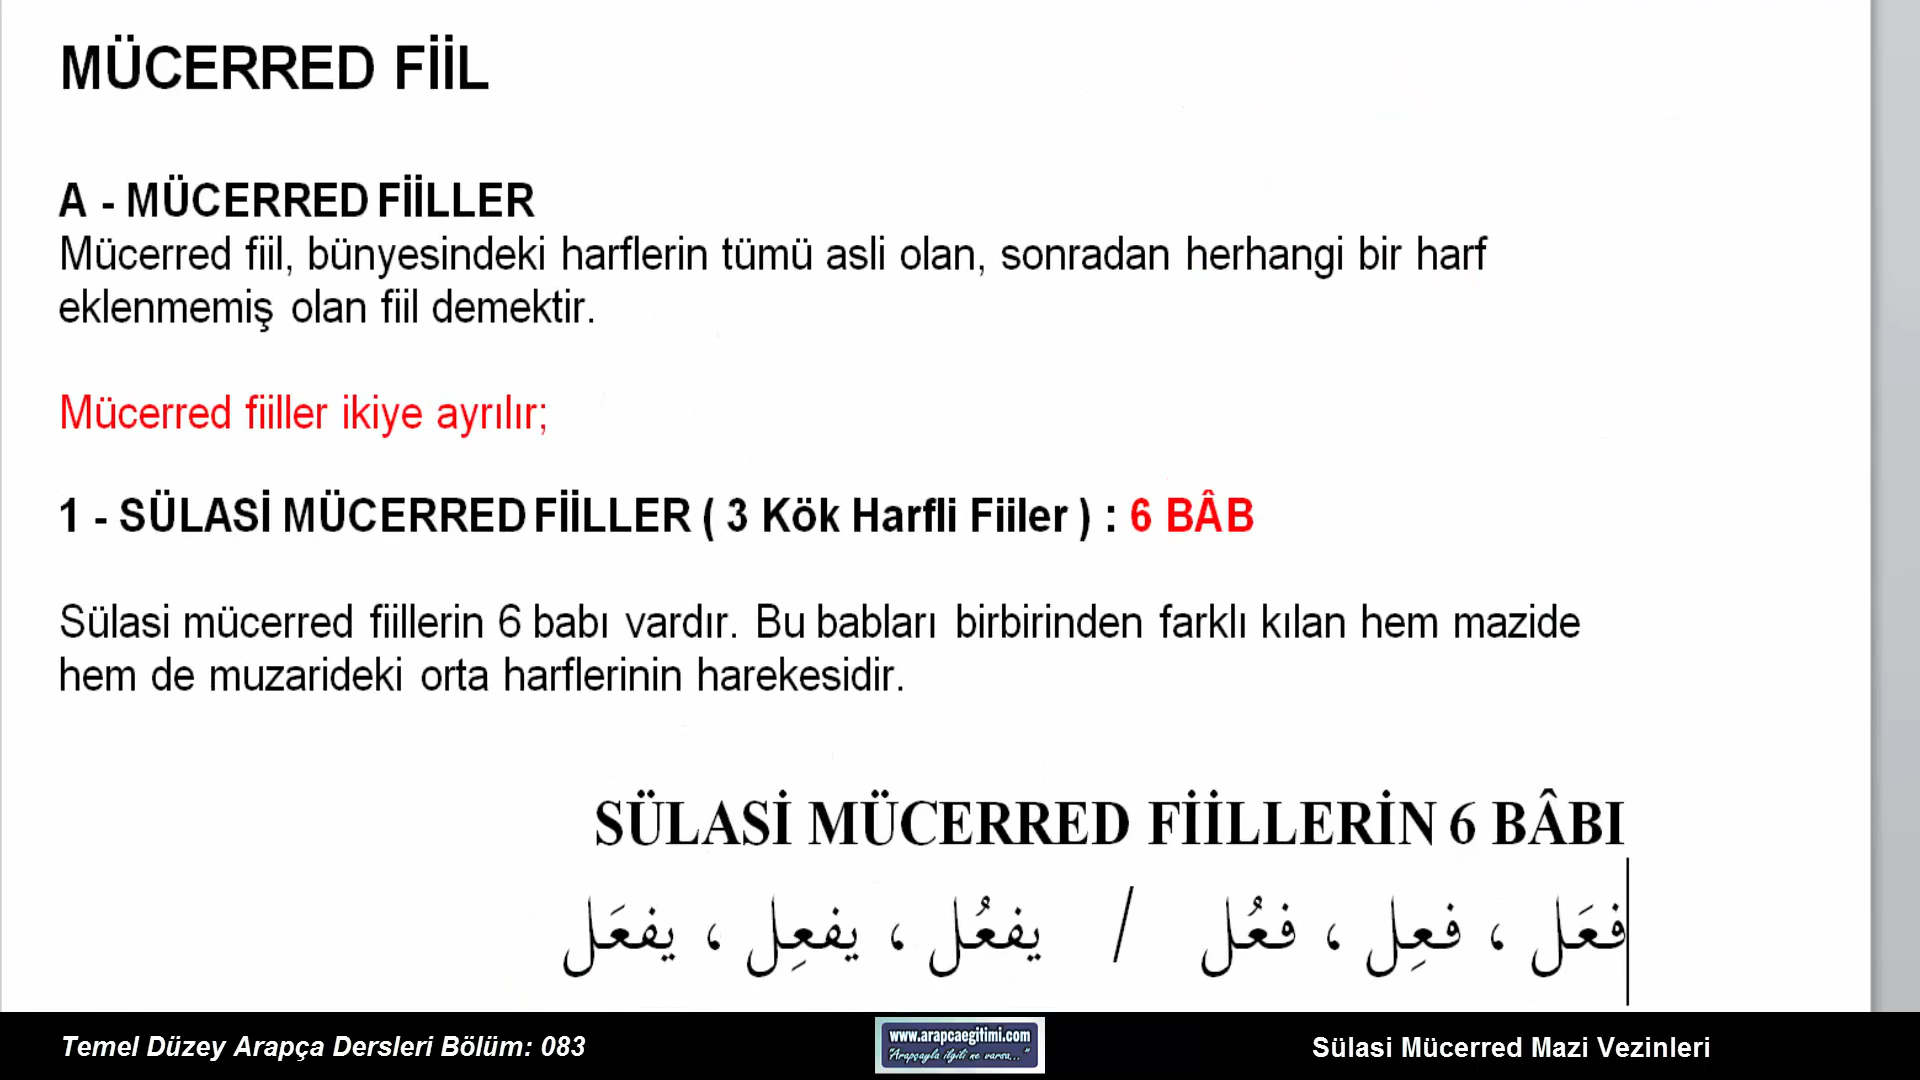 MÜCERRED FİİL
A - MÜCERRED FİİLLER
Mücerred fiil, bünyesindeki harflerin tümü asli olan, sonradan herhangi bir harf
eklenmemiş olan fiil demektir.
Mücerred fiiller ikiye ayrılır;
1 - SÜLASİ MÜCERRED FİİLLER ( 3 Kök Harfli Fiiler ) : 6 BÂB
Sülasi mücerred fiillerin 6 babı vardır. Bu babları birbirinden farklı kılan hem mazide
hem de muzarideki orta harflerinin harekesidir.
SÜLASİ MÜCERRED FİİLLERİN 6 BÂBI
فعَل ، فعِل ، فعُل / يفعُل ، يفعِل ، يفعَل
Temel Düzey Arapça Dersleri Bölüm: 083
www.arapcaegitimi.com
"Arapçayla ilgili ne varsa..."
Sülasi Mücerred Mazi Vezinleri